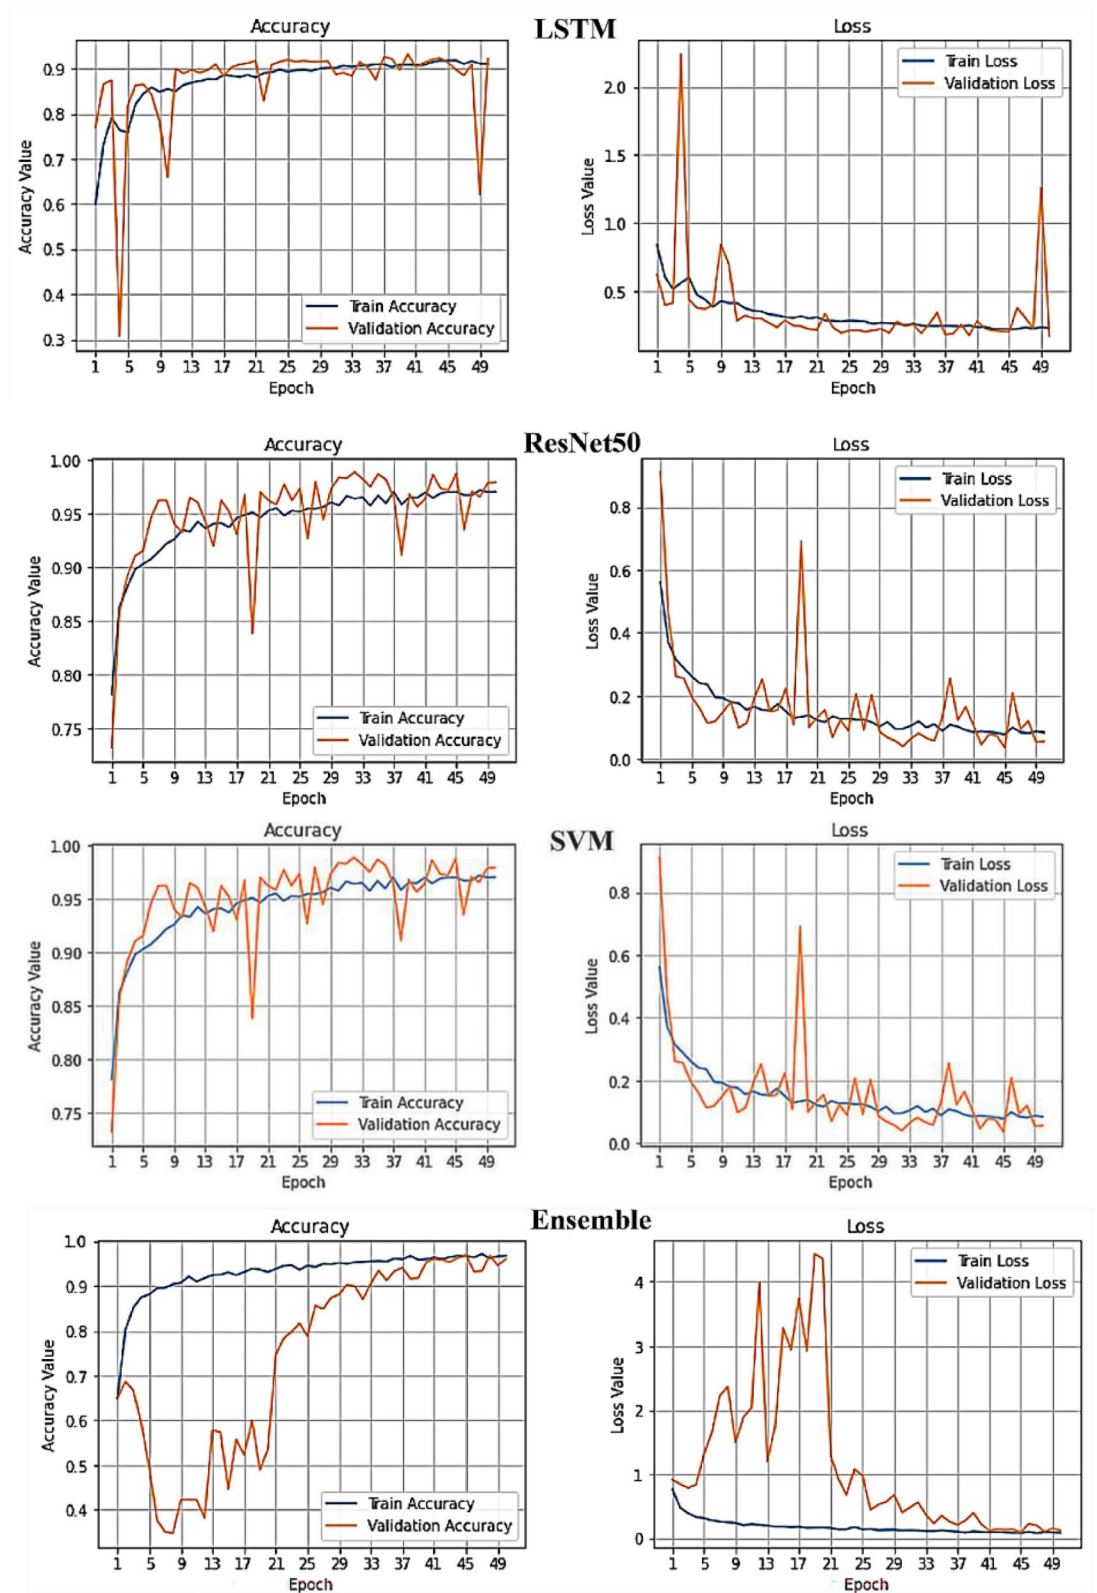 LSTM
Accuracy
Accuracy Value
0.9
0.8
0.7
0.6
0.5
0.4
0.3
Train Accuracy
Validation Accuracy
1 5 9 13 17 21 25 29 33 37 41 45 49
Epoch
Loss
Loss Value
2.0
1.5
1.0
0.5
Train Loss
Validation Loss
1 5 9 13 17 21 25 29 33 37 41 45 49
Epoch
ResNet50
Accuracy
Accuracy Value
1.00
0.95
0.90
0.85
0.80
0.75
Train Accuracy
Validation Accuracy
1 5 9 13 17 21 25 29 33 37 41 45 49
Epoch
Loss
Loss Value
0.8
0.6
0.4
0.2
0.0
Train Loss
Validation Loss
1 5 9 13 17 21 25 29 33 37 41 45 49
Epoch
SVM
Accuracy
Accuracy Value
1.00
0.95
0.90
0.85
0.80
0.75
Train Accuracy
Validation Accuracy
1 5 9 13 17 21 25 29 33 37 41 45 49
Epoch
Loss
Loss Value
0.8
0.6
0.4
0.2
0.0
Train Loss
Validation Loss
1 5 9 13 17 21 25 29 33 37 41 45 49
Epoch
Ensemble
Accuracy
Accuracy Value
1.0
0.9
0.8
0.7
0.6
0.5
0.4
Train Accuracy
Validation Accuracy
1 5 9 13 17 21 25 29 33 37 41 45 49
Epoch
Loss
Loss Value
4
3
2
1
0
Train Loss
Validation Loss
1 5 9 13 17 21 25 29 33 37 41 45 49
Epoch